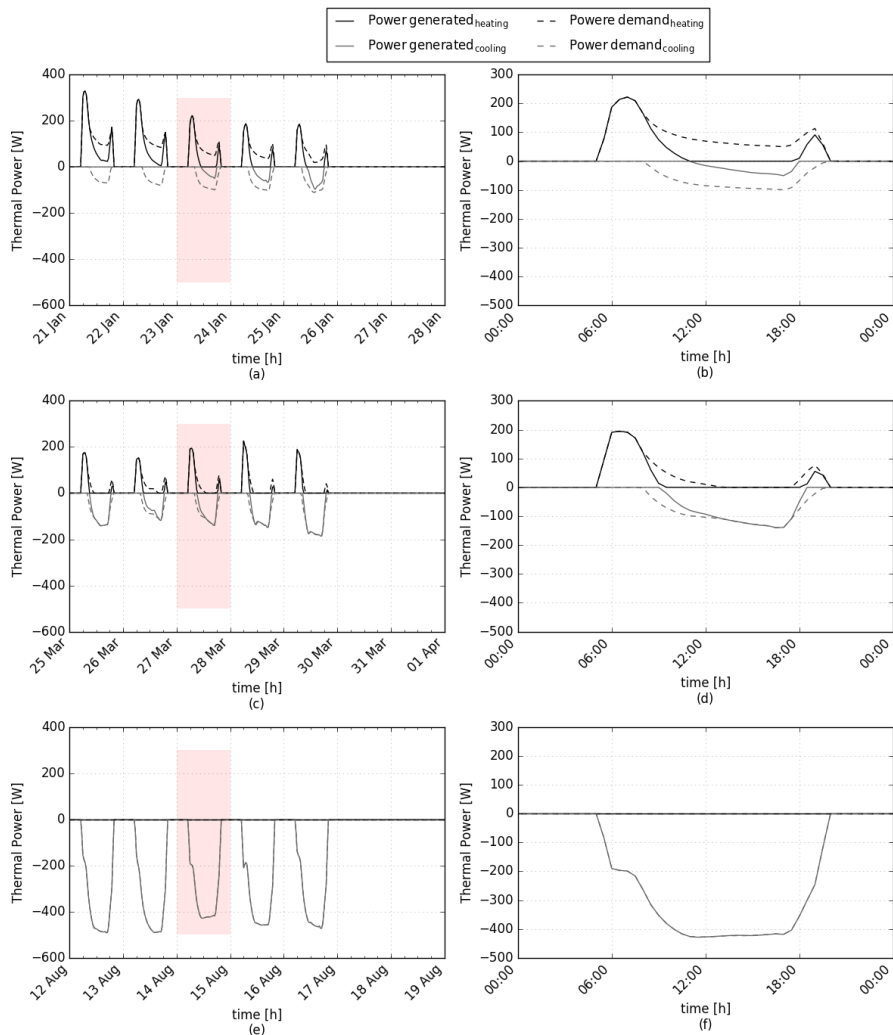 Power generated heating
Powere demand heating
Power generated cooling
Power demand cooling
Thermal Power [W]
400
200
0
−200
−400
−600
21 Jan
22 Jan
23 Jan
24 Jan
25 Jan
26 Jan
27 Jan
28 Jan
time [h]
(a)
Thermal Power [W]
300
200
100
0
−100
−200
−300
−400
−500
00:00
06:00
12:00
18:00
00:00
time [h]
(b)
Thermal Power [W]
400
200
0
−200
−400
−600
25 Mar
26 Mar
27 Mar
28 Mar
29 Mar
30 Mar
31 Mar
01 Apr
time [h]
(c)
Thermal Power [W]
300
200
100
0
−100
−200
−300
−400
−500
00:00
06:00
12:00
18:00
00:00
time [h]
(d)
Thermal Power [W]
400
200
0
−200
−400
−600
12 Aug
13 Aug
14 Aug
15 Aug
16 Aug
17 Aug
18 Aug
19 Aug
time [h]
(e)
Thermal Power [W]
300
200
100
0
−100
−200
−300
−400
−500
00:00
06:00
12:00
18:00
00:00
time [h]
(f)